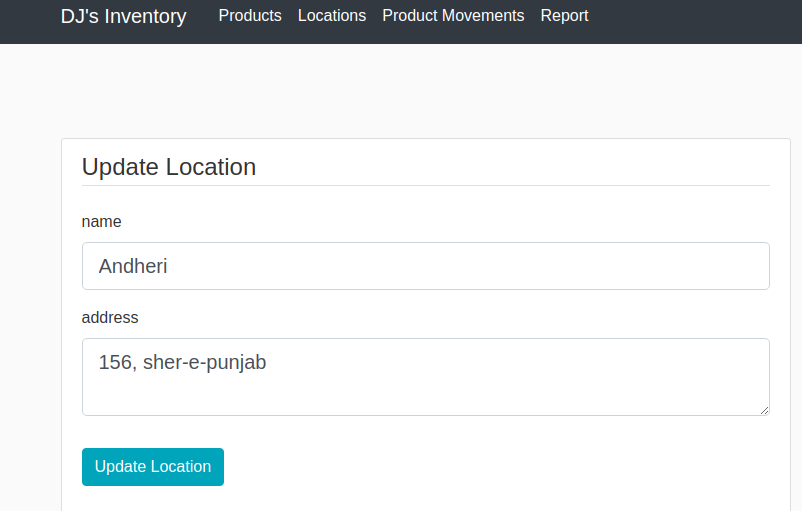 DJ's Inventory Products Locations Product Movements Report
Update Location
name
Andheri
address
156, sher-e-punjab
Update Location